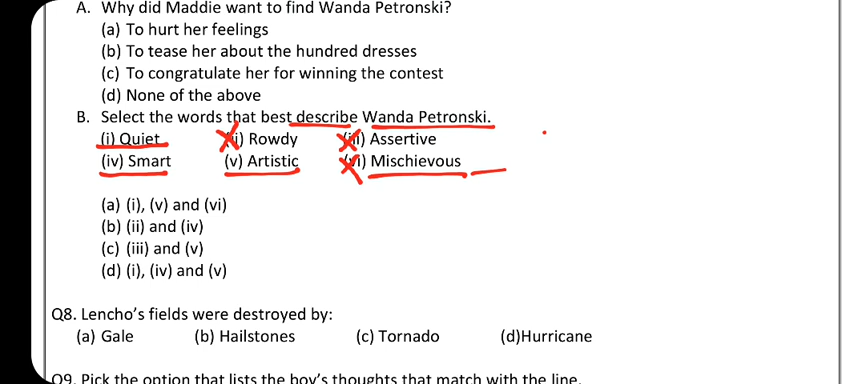 A. Why did Maddie want to find Wanda Petronski?
(a) To hurt her feelings
(b) To tease her about the hundred dresses
(c) To congratulate her for winning the contest
(d) None of the above
B. Select the words that best describe Wanda Petronski.
(i) Quiet (ii) Rowdy (iii) Assertive
(iv) Smart (v) Artistic (vi) Mischievous
(a) (i), (v) and (vi)
(b) (ii) and (iv)
(c) (iii) and (v)
(d) (i), (iv) and (v)
Q8. Lencho's fields were destroyed by:
(a) Gale (b) Hailstones (c) Tornado (d)Hurricane
Q9. Pick the option that lists the boy's thoughts that match with the line.